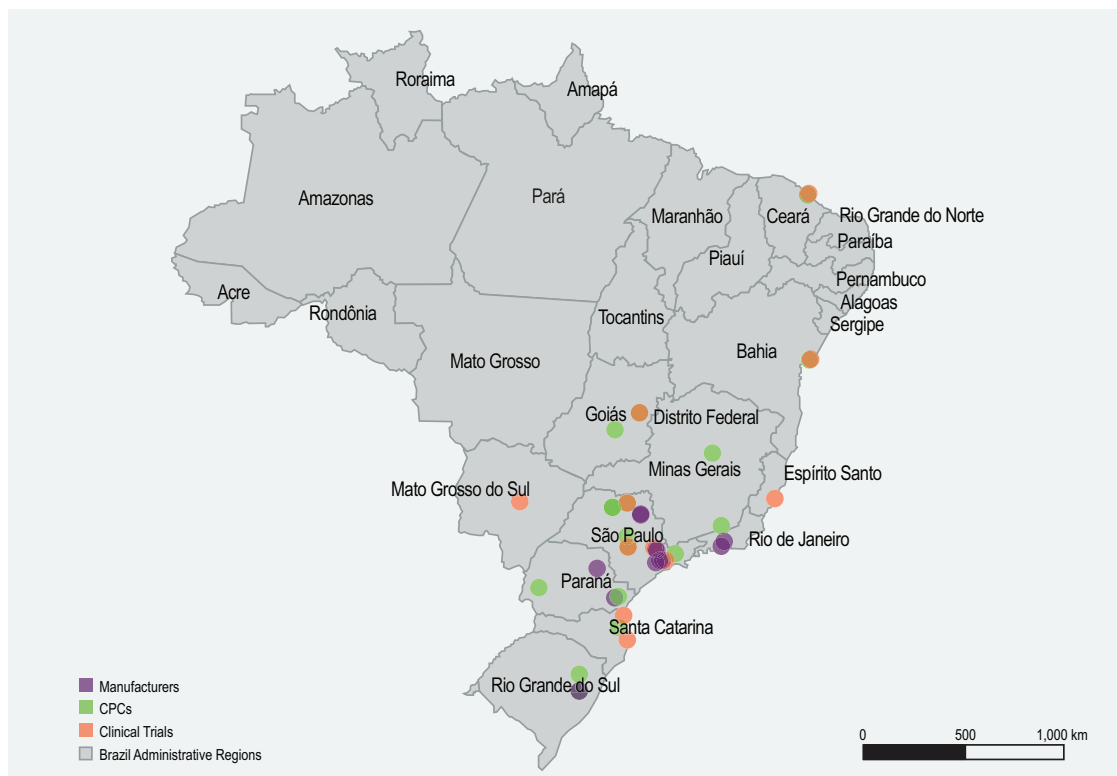 Roraima
Amapá
Amazonas
Pará
Maranhão
Ceará
Rio Grande do Norte
Paraíba
Piauí
Pernambuco
Acre
Alagoas
Rondônia
Tocantins
Sergipe
Mato Grosso
Bahia
Goiás
Distrito Federal
Minas Gerais
Espírito Santo
Mato Grosso do Sul
São Paulo
Rio de Janeiro
Paraná
Santa Catarina
Rio Grande do Sul
Manufacturers
CPCs
Clinical Trials
Brazil Administrative Regions
0 500 1,000 km